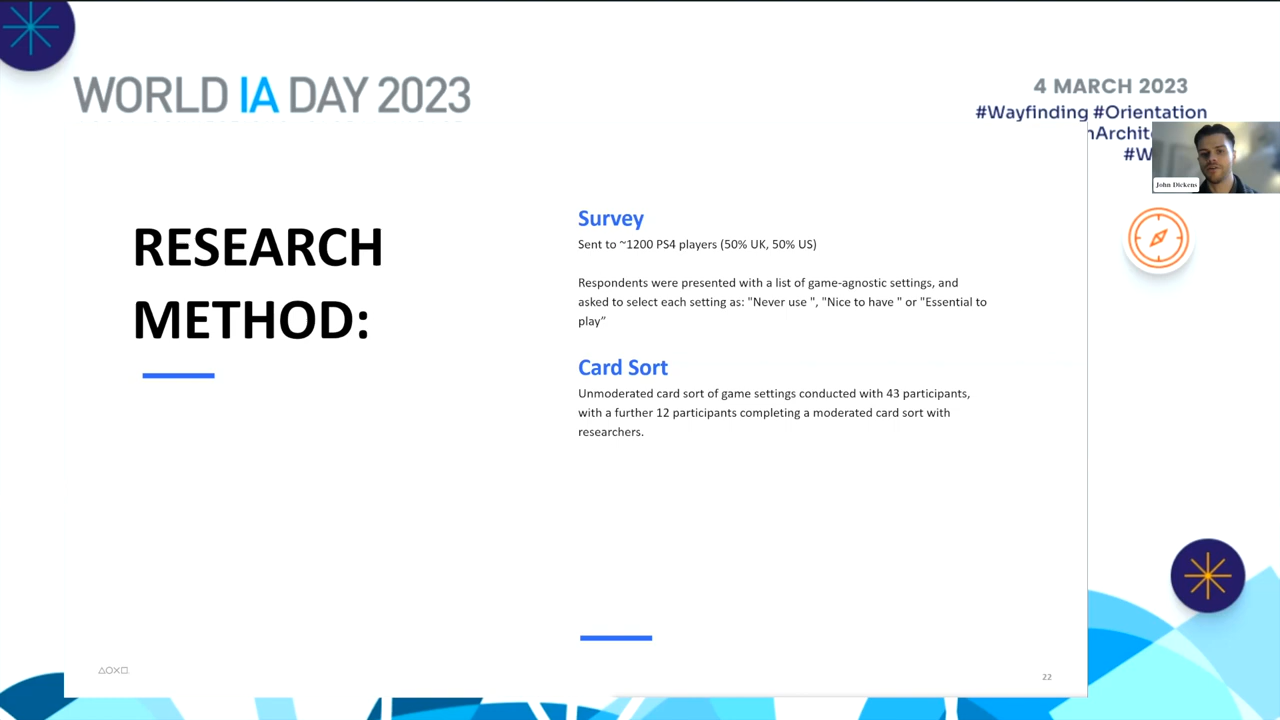 WORLD IA DAY 2023
4 MARCH 2023
#Wayfinding #Orientation
#W
John Dickens
RESEARCH
METHOD:
Survey
Sent to ~1200 PS4 players (50% UK, 50% US)
Respondents were presented with a list of game-agnostic settings, and
asked to select each setting as: "Never use ", "Nice to have " or "Essential to
play”
Card Sort
Unmoderated card sort of game settings conducted with 43 participants,
with a further 12 participants completing a moderated card sort with
researchers.
22